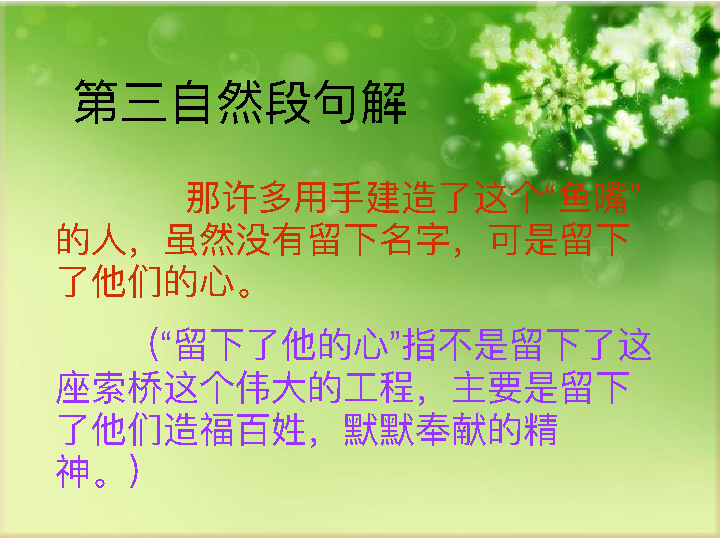 第三自然段句解
那许多用手建造了这个“鱼嘴”
的人，虽然没有留下名字，可是留下
了他们的心。
（“留下了他的心”指不是留下了这
座索桥这个伟大的工程，主要是留下
了他们造福百姓，默默奉献的精
神。）